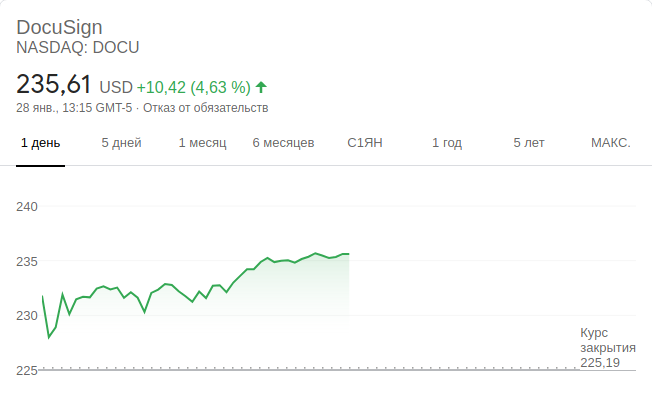 DocuSign
NASDAQ: DOCU
235,61 USD +10,42 (4,63 %) ↑
28 янв., 13:15 GMT-5 · Отказ от обязательств
1 день 5 дней 1 месяц 6 месяцев С1ЯН 1 год 5 лет МАКС.
240
235
230
225
Курс
закрытия
225,19